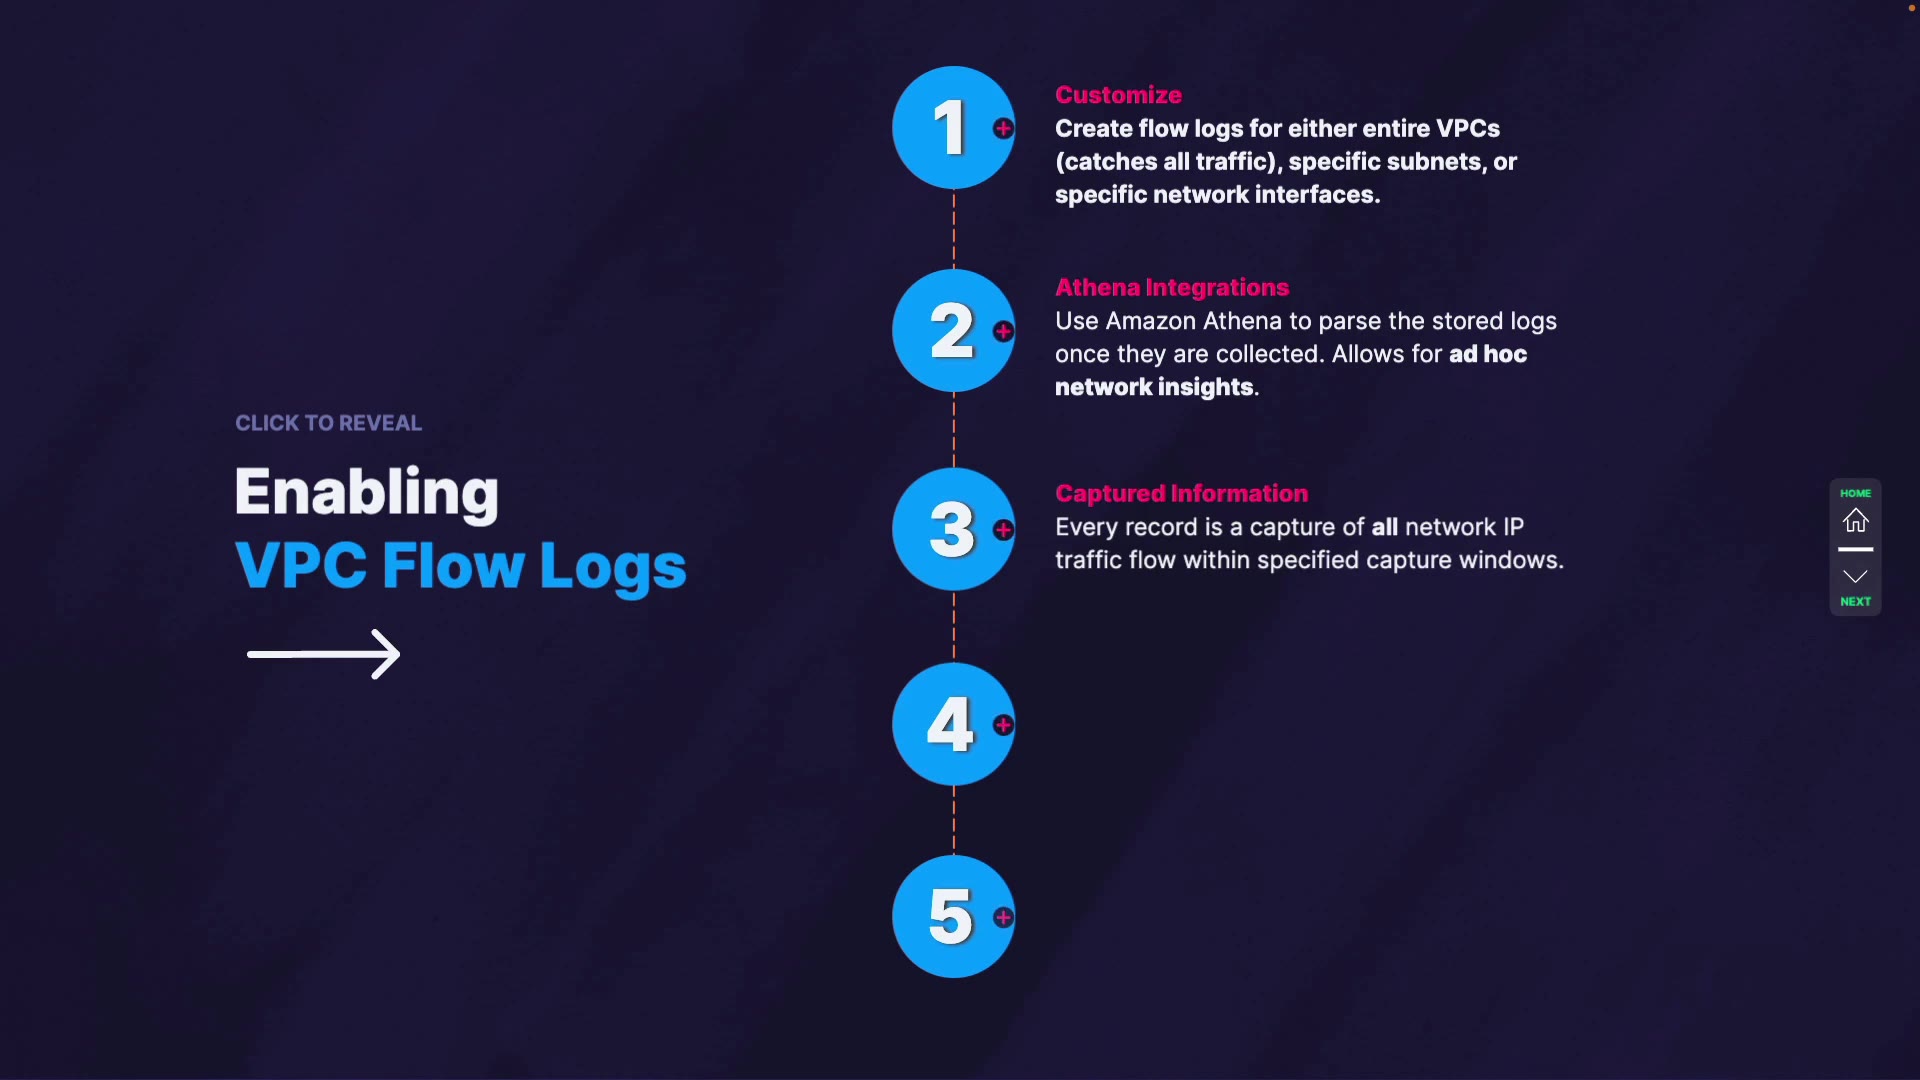 CLICK TO REVEAL
Enabling
VPC Flow Logs
1
Customize
Create flow logs for either entire VPCs
(catches all traffic), specific subnets, or
specific network interfaces.
2
Athena Integrations
Use Amazon Athena to parse the stored logs
once they are collected. Allows for ad hoc
network insights.
3
Captured Information
Every record is a capture of all network IP
traffic flow within specified capture windows.
4
5
HOME
NEXT